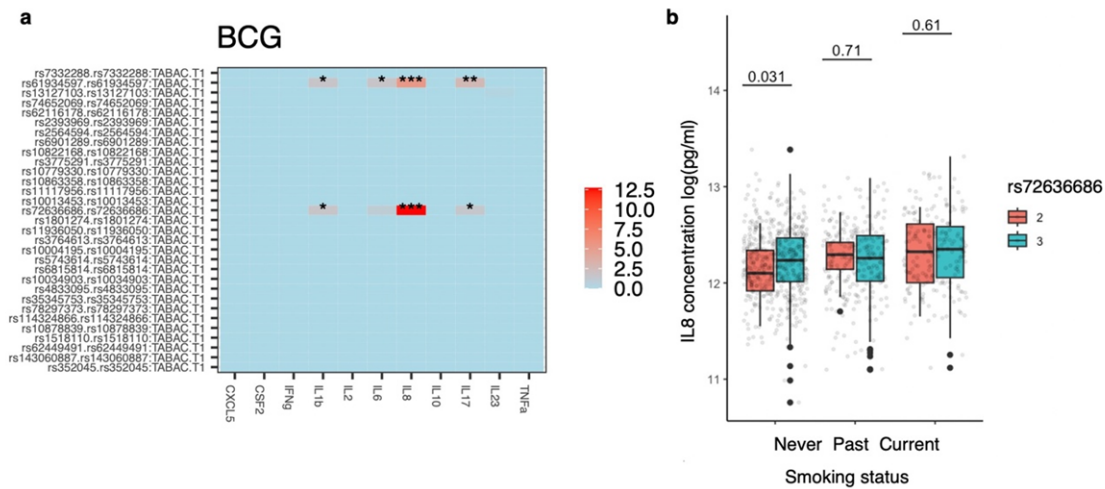 a
BCG
rs7332288.rs7332288:TABAC.T1
rs61934597.rs61934597:TABAC.T1
rs13127103.rs13127103:TABAC.T1
rs74652069.rs74652069:TABAC.T1
rs62116178.rs62116178:TABAC.T1
rs2393969.rs2393969:TABAC.T1
rs2564594.rs2564594:TABAC.T1
rs6901289.rs6901289:TABAC.T1
rs10822168.rs10822168:TABAC.T1
rs3775291.rs3775291:TABAC.T1
rs10779330.rs10779330:TABAC.T1
rs10863358.rs10863358:TABAC.T1
rs11117956.rs11117956:TABAC.T1
rs10013453.rs10013453:TABAC.T1
rs72636686.rs72636686:TABAC.T1
rs1801274.rs1801274:TABAC.T1
rs11936050.rs11936050:TABAC.T1
rs3764613.rs3764613:TABAC.T1
rs10004195.rs10004195:TABAC.T1
rs5743614.rs5743614:TABAC.T1
rs6815814.rs6815814:TABAC.T1
rs10034903.rs10034903:TABAC.T1
rs4833095.rs4833095:TABAC.T1
rs35345753.rs35345753:TABAC.T1
rs78297373.rs78297373:TABAC.T1
rs114324866.rs114324866:TABAC.T1
rs10878839.rs10878839:TABAC.T1
rs1518110.rs1518110:TABAC.T1
rs62449491.rs62449491:TABAC.T1
rs143060887.rs143060887:TABAC.T1
rs352045.rs352045:TABAC.T1
* * *** **
* *** *
CXCL5 CSF2 IFNg IL1b IL2 IL6 IL8 IL10 IL17 IL23 TNFa
12.5
10.0
7.5
5.0
2.5
0.0
b
0.031 0.71 0.61
IL8 concentration log(pg/ml)
14
13
12
11
Never Past Current
Smoking status
rs72636686
2
3